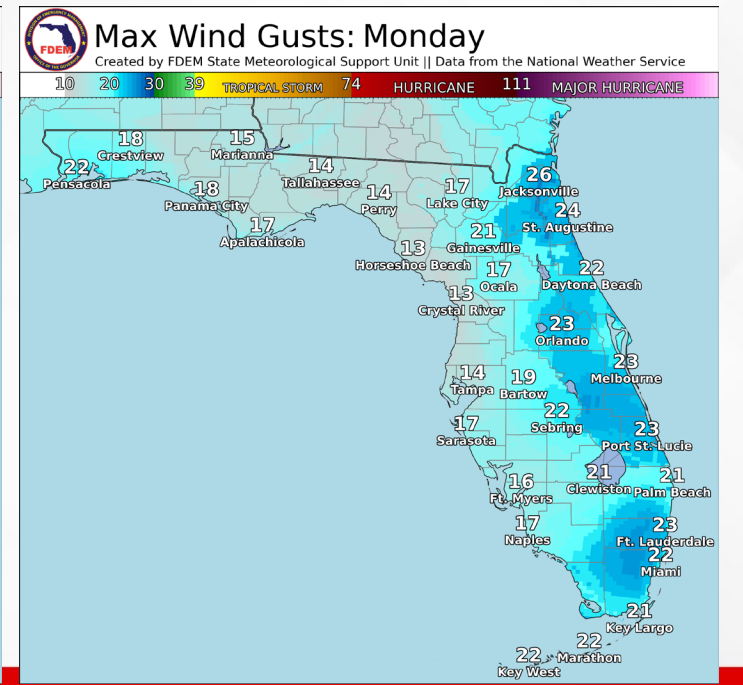 FDEM
Max Wind Gusts: Monday
Created by FDEM State Meteorological Support Unit || Data from the National Weather Service
10 20 30 39 TROPICAL STORM 74 HURRICANE 111 MAJOR HURRICANE
18
Crestview
15
Marianna
22
Pensacola
14
Tallahassee
18
Panama City
14
Perry
17
Lake City
26
Jacksonville
24
St. Augustine
17
Apalachicola
21
Gainesville
13
Horseshoe Beach
17
Ocala
22
Daytona Beach
13
Crystal River
23
Orlando
23
Melbourne
14
Tampa
19
Bartow
22
Sebring
17
Sarasota
23
Port St. Lucie
21
Clewiston
21
Palm Beach
16
Ft. Myers
17
Naples
23
Ft. Lauderdale
22
Miami
21
Key Largo
22
Marathon
22
Key West